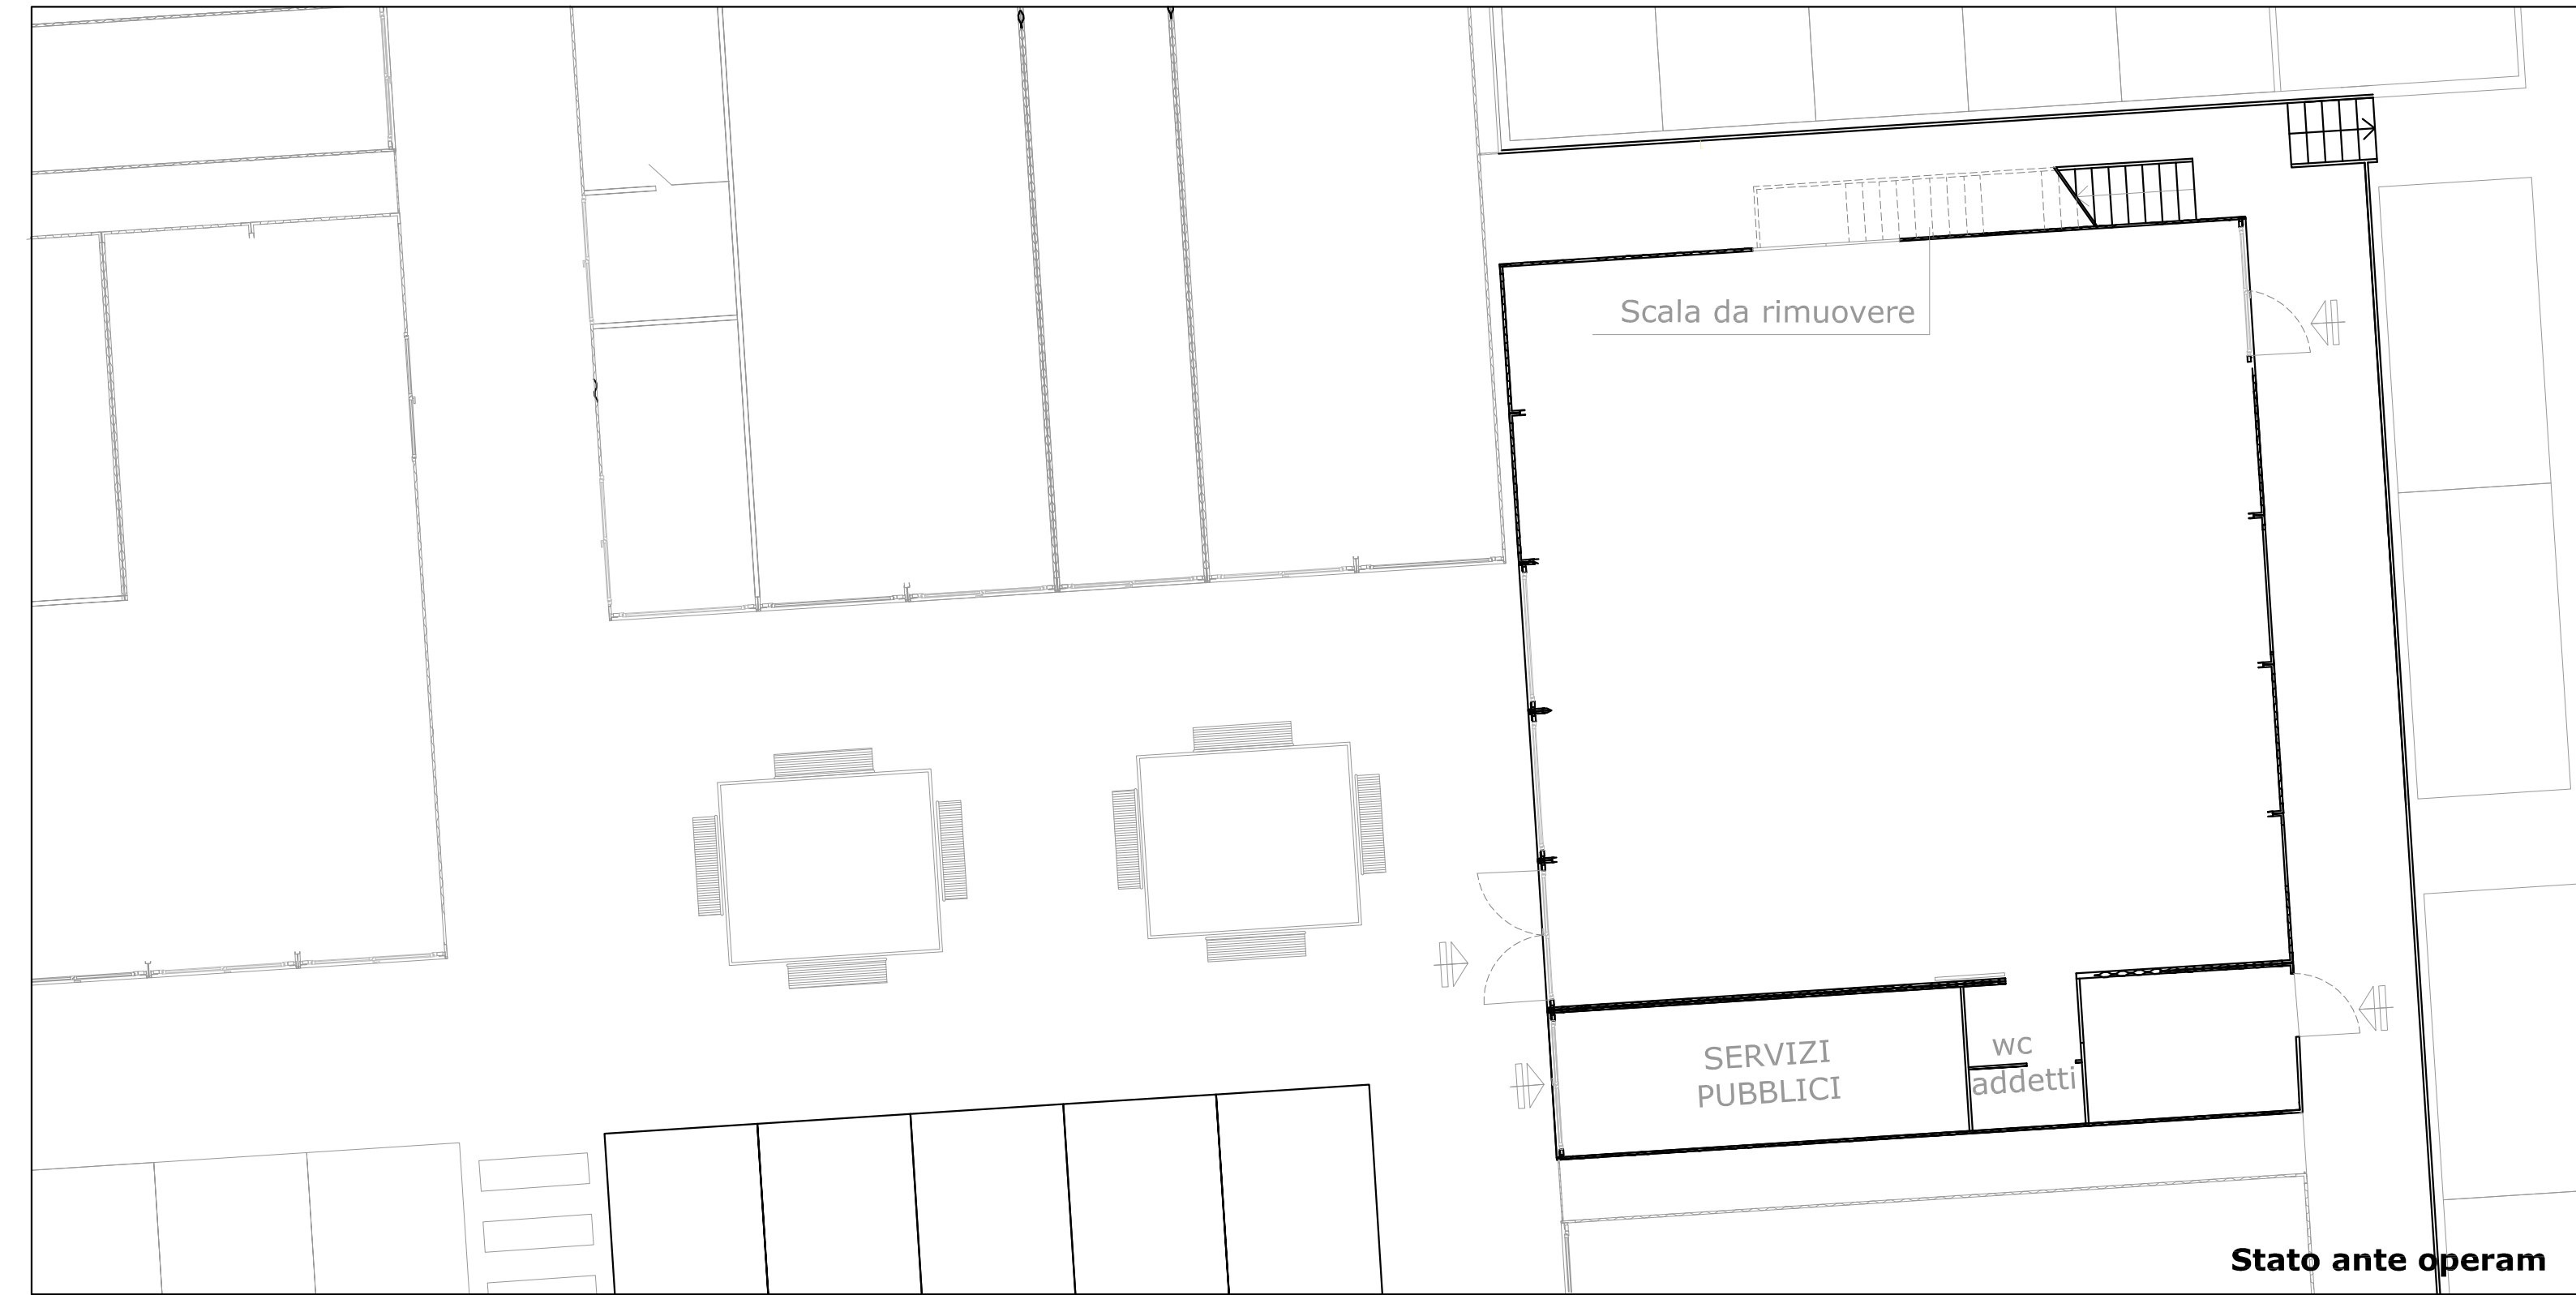 Scala da rimuovere
SERVIZI
PUBBLICI
wc
addetti
Stato ante operam